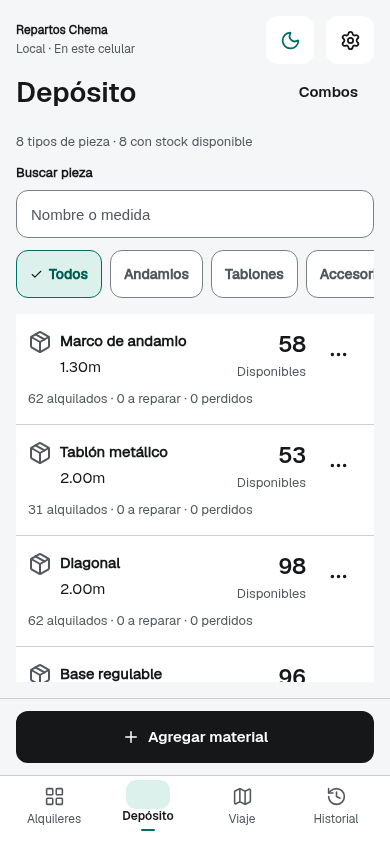 Repartos Chema
Local · En este celular
Depósito
Combos
8 tipos de pieza · 8 con stock disponible
Buscar pieza
Nombre o medida
Todos
Andamios
Tablones
Accesori
Marco de andamio
58
1.30m
Disponibles
62 alquilados · 0 a reparar · 0 perdidos
Tablón metálico
53
2.00m
Disponibles
31 alquilados · 0 a reparar · 0 perdidos
Diagonal
98
2.00m
Disponibles
62 alquilados · 0 a reparar · 0 perdidos
Base regulable
96
Agregar material
Alquileres
Depósito
Viaje
Historial